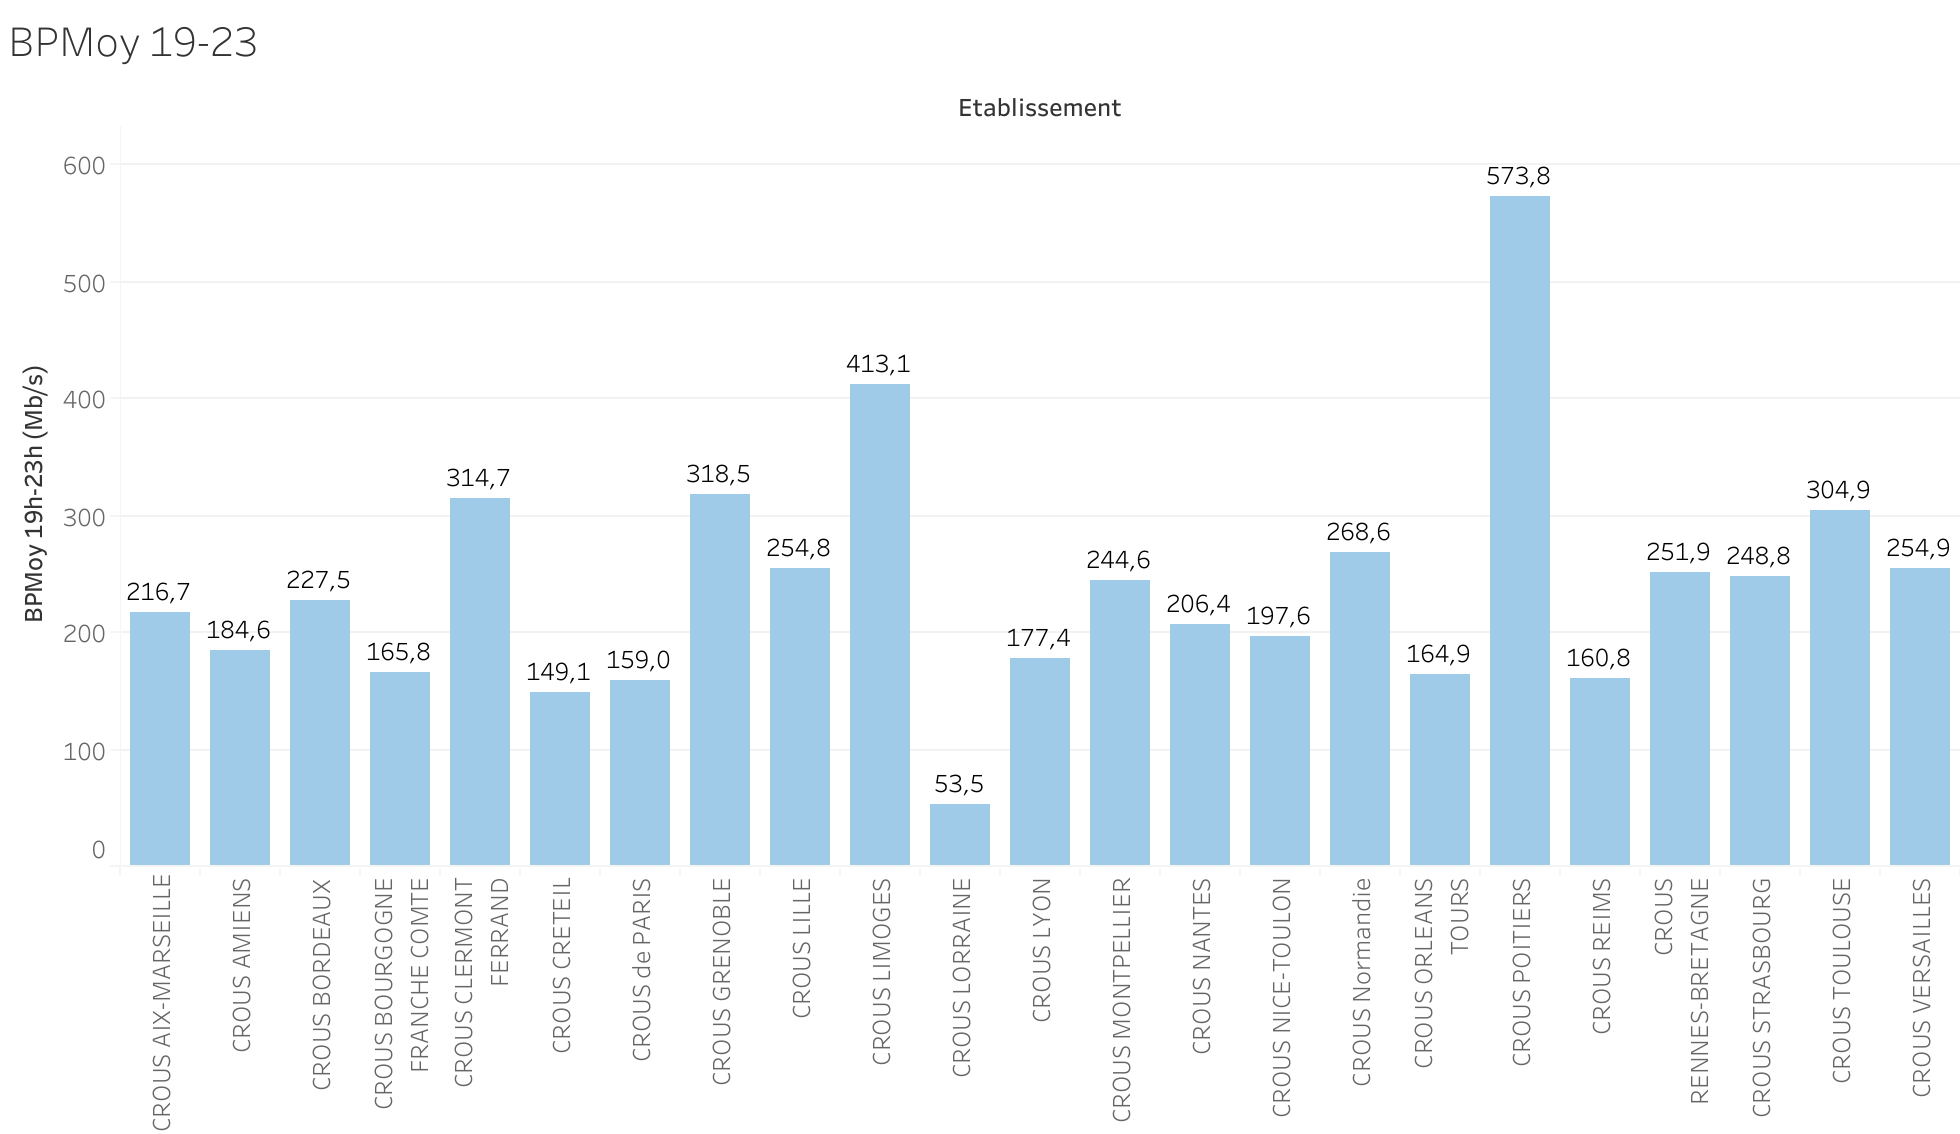 BPMoy 19-23
Etablissement
BPMoy 19h-23h (Mb/s)
600
500
400
300
200
100
0
216,7
184,6
227,5
165,8
314,7
149,1
159,0
318,5
254,8
413,1
53,5
177,4
244,6
206,4
197,6
268,6
164,9
573,8
160,8
251,9
248,8
304,9
254,9
CROUS AIX-MARSEILLE
CROUS AMIENS
CROUS BORDEAUX
CROUS BOURGOGNE
FRANCHE COMTE
CROUS CLERMONT
FERRAND
CROUS CRETEIL
CROUS de PARIS
CROUS GRENOBLE
CROUS LILLE
CROUS LIMOGES
CROUS LORRAINE
CROUS LYON
CROUS MONTPELLIER
CROUS NANTES
CROUS NICE-TOULON
CROUS Normandie
CROUS ORLEANS
TOURS
CROUS POITIERS
CROUS REIMS
CROUS
RENNES-BRETAGNE
CROUS STRASBOURG
CROUS TOULOUSE
CROUS VERSAILLES